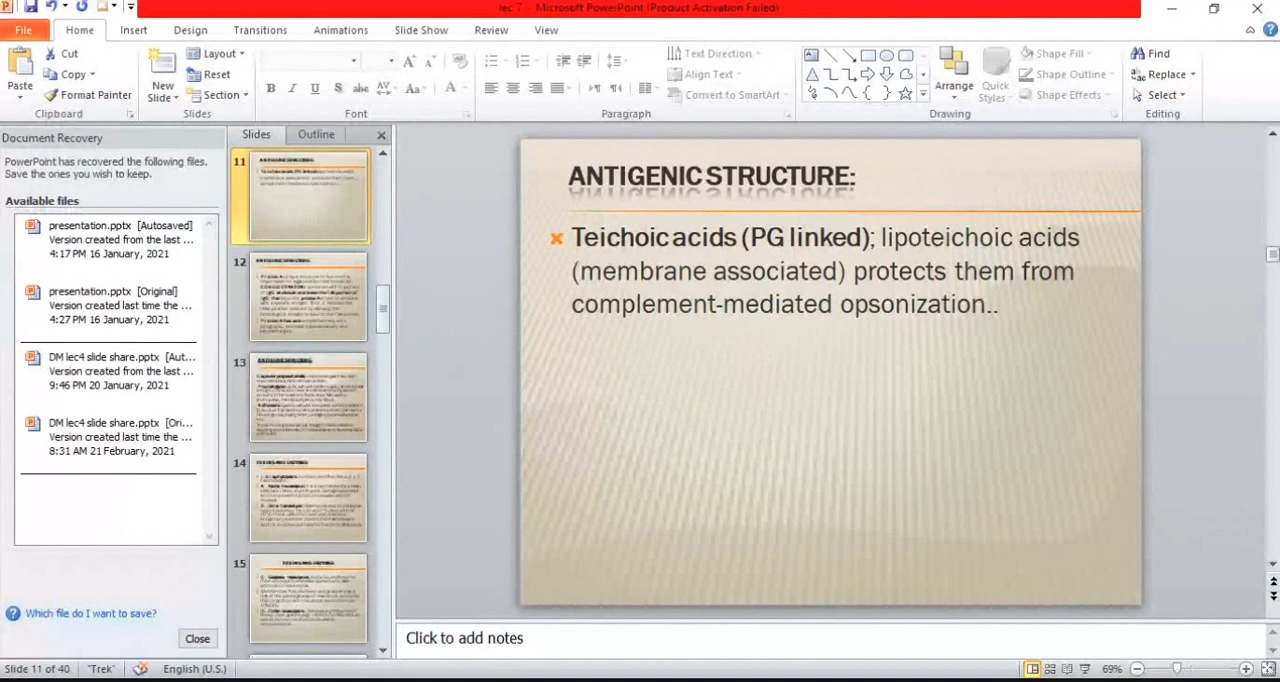 lec 7 - Microsoft PowerPoint (Product Activation Failed)
File Home Insert Design Transitions Animations Slide Show Review View
Paste
Cut
Copy
Format Painter
Clipboard
New
Slide
Layout
Reset
Section
Slides
B I U S abc AV Aa A
Font
Paragraph
Text Direction
Align Text
Convert to SmartArt
Arrange
Quick
Styles
Shape Fill
Shape Outline
Shape Effects
Drawing
Find
Replace
Select
Editing
Document Recovery
PowerPoint has recovered the following files.
Save the ones you wish to keep.
Available files
presentation.pptx [Autosaved]
Version created from the last ...
4:17 PM 16 January, 2021
presentation.pptx [Original]
Version created last time the ...
4:27 PM 16 January, 2021
DM lec4 slide share.pptx [Aut...
Version created from the last ...
9:46 PM 20 January, 2021
DM lec4 slide share.pptx [Ori...
Version created last time the ...
8:31 AM 21 February, 2021
Which file do I want to save?
Close
Slides Outline
11
12
13
14
15
ANTIGENIC STRUCTURE:
Teichoic acids (PG linked); lipoteichoic acids
(membrane associated) protects them from
complement-mediated opsonization..
Click to add notes
Slide 11 of 40 "Trek" English (U.S.) 69%